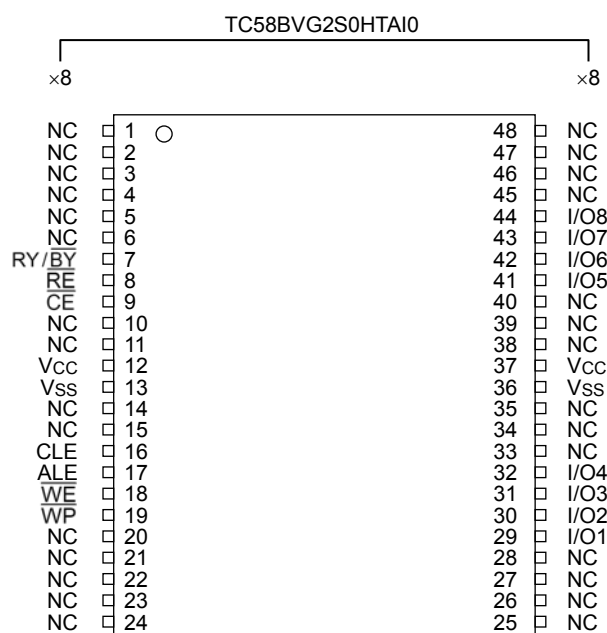 TC58BVG2S0HTAI0
×8 ×8
NC 1 48 NC
NC 2 47 NC
NC 3 46 NC
NC 4 45 NC
NC 5 44 I/O8
NC 6 43 I/O7
RY/B̅Y̅ 7 42 I/O6
R̅E̅ 8 41 I/O5
C̅E̅ 9 40 NC
NC 10 39 NC
NC 11 38 NC
VCC 12 37 VCC
VSS 13 36 VSS
NC 14 35 NC
NC 15 34 NC
CLE 16 33 NC
ALE 17 32 I/O4
W̅E̅ 18 31 I/O3
W̅P̅ 19 30 I/O2
NC 20 29 I/O1
NC 21 28 NC
NC 22 27 NC
NC 23 26 NC
NC 24 25 NC